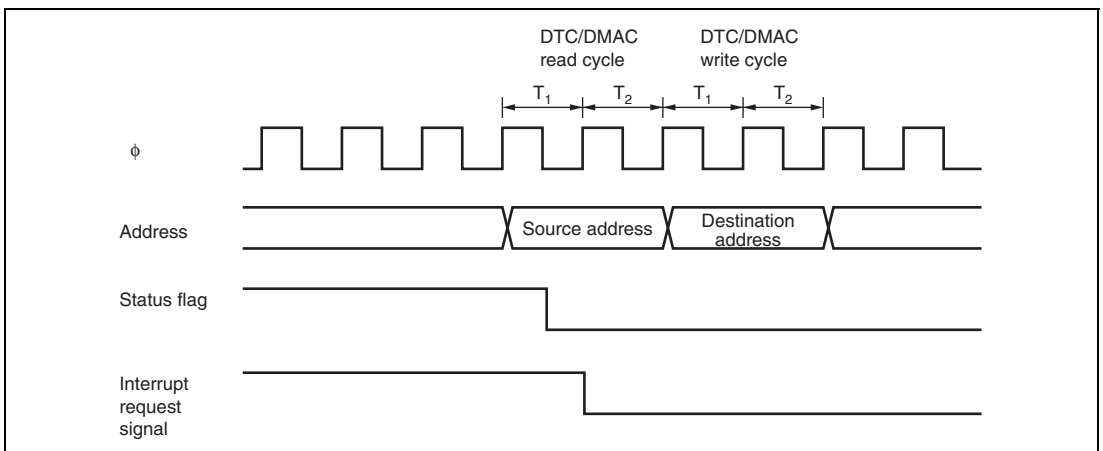 DTC/DMAC DTC/DMAC
read cycle write cycle
T1 T2 T1 T2
ϕ
Address
Source address
Destination
address
Status flag
Interrupt
request
signal